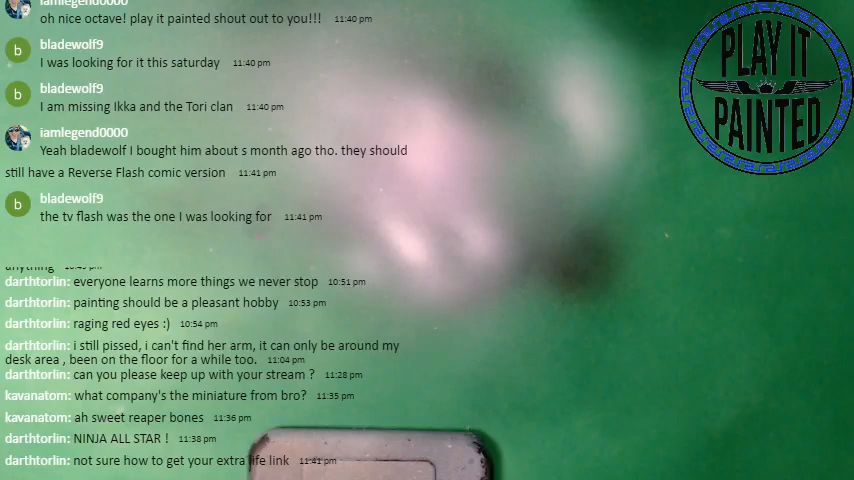 iamlegend0000
oh nice octave! play it painted shout out to you!!! 11:40 pm
bladewolf9
I was looking for it this saturday 11:40 pm
bladewolf9
I am missing Ikka and the Tori clan 11:40 pm
iamlegend0000
Yeah bladewolf I bought him about s month ago tho. they should
still have a Reverse Flash comic version 11:41 pm
bladewolf9
the tv flash was the one I was looking for 11:41 pm
anything
darthtorlin: everyone learns more things we never stop 10:51 pm
darthtorlin: painting should be a pleasant hobby 10:53 pm
darthtorlin: raging red eyes :) 10:54 pm
darthtorlin: i still pissed, i can't find her arm, it can only be around my
desk area , been on the floor for a while too. 11:04 pm
darthtorlin: can you please keep up with your stream ? 11:28 pm
kavanatom: what company's the miniature from bro? 11:35 pm
kavanatom: ah sweet reaper bones 11:36 pm
darthtorlin: NINJA ALL STAR ! 11:38 pm
darthtorlin: not sure how to get your extra life link 11:41 pm
PLAY IT
PAINTED